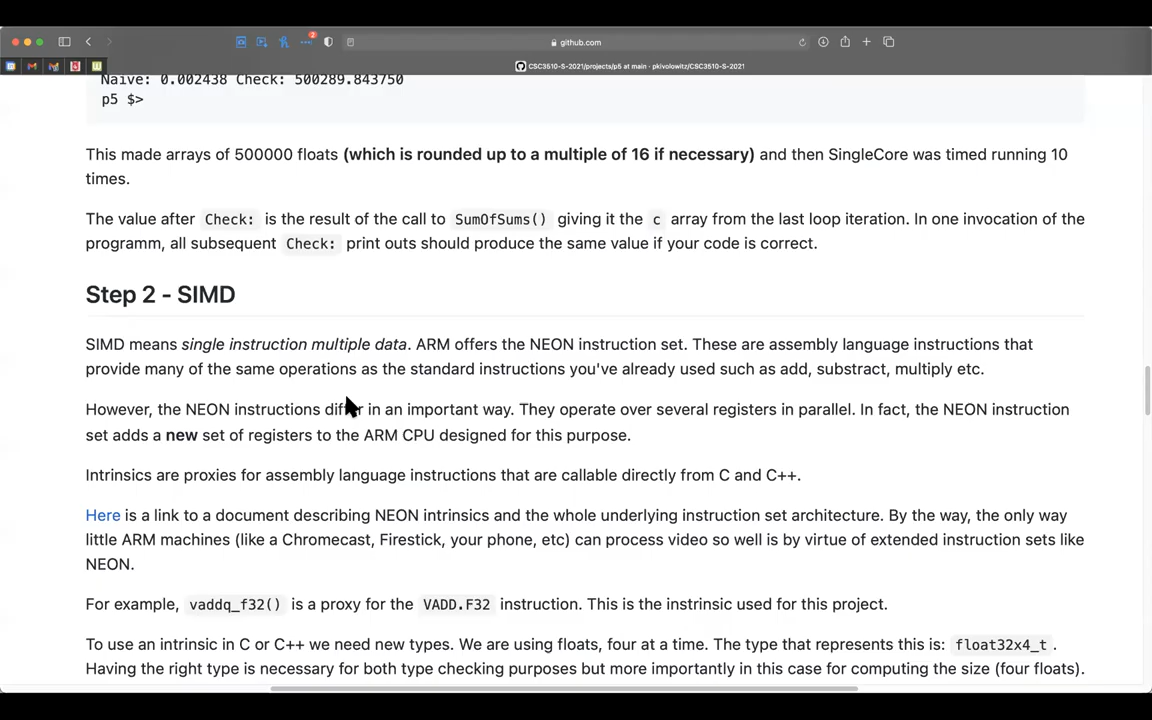 2
github.com
CSC3510-S-2021/projects/p5 at main · pkivolowitz/CSC3510-S-2021
Naive: 0.002438 Check: 500289.843750
p5 $>
This made arrays of 500000 floats (which is rounded up to a multiple of 16 if necessary) and then SingleCore was timed running 10
times.
The value after Check: is the result of the call to SumOfSums() giving it the c array from the last loop iteration. In one invocation of the
programm, all subsequent Check: print outs should produce the same value if your code is correct.
Step 2 - SIMD
SIMD means single instruction multiple data. ARM offers the NEON instruction set. These are assembly language instructions that
provide many of the same operations as the standard instructions you've already used such as add, substract, multiply etc.
However, the NEON instructions differ in an important way. They operate over several registers in parallel. In fact, the NEON instruction
set adds a new set of registers to the ARM CPU designed for this purpose.
Intrinsics are proxies for assembly language instructions that are callable directly from C and C++.
Here is a link to a document describing NEON intrinsics and the whole underlying instruction set architecture. By the way, the only way
little ARM machines (like a Chromecast, Firestick, your phone, etc) can process video so well is by virtue of extended instruction sets like
NEON.
For example, vaddq_f32() is a proxy for the VADD.F32 instruction. This is the instrinsic used for this project.
To use an intrinsic in C or C++ we need new types. We are using floats, four at a time. The type that represents this is: float32x4_t .
Having the right type is necessary for both type checking purposes but more importantly in this case for computing the size (four floats).